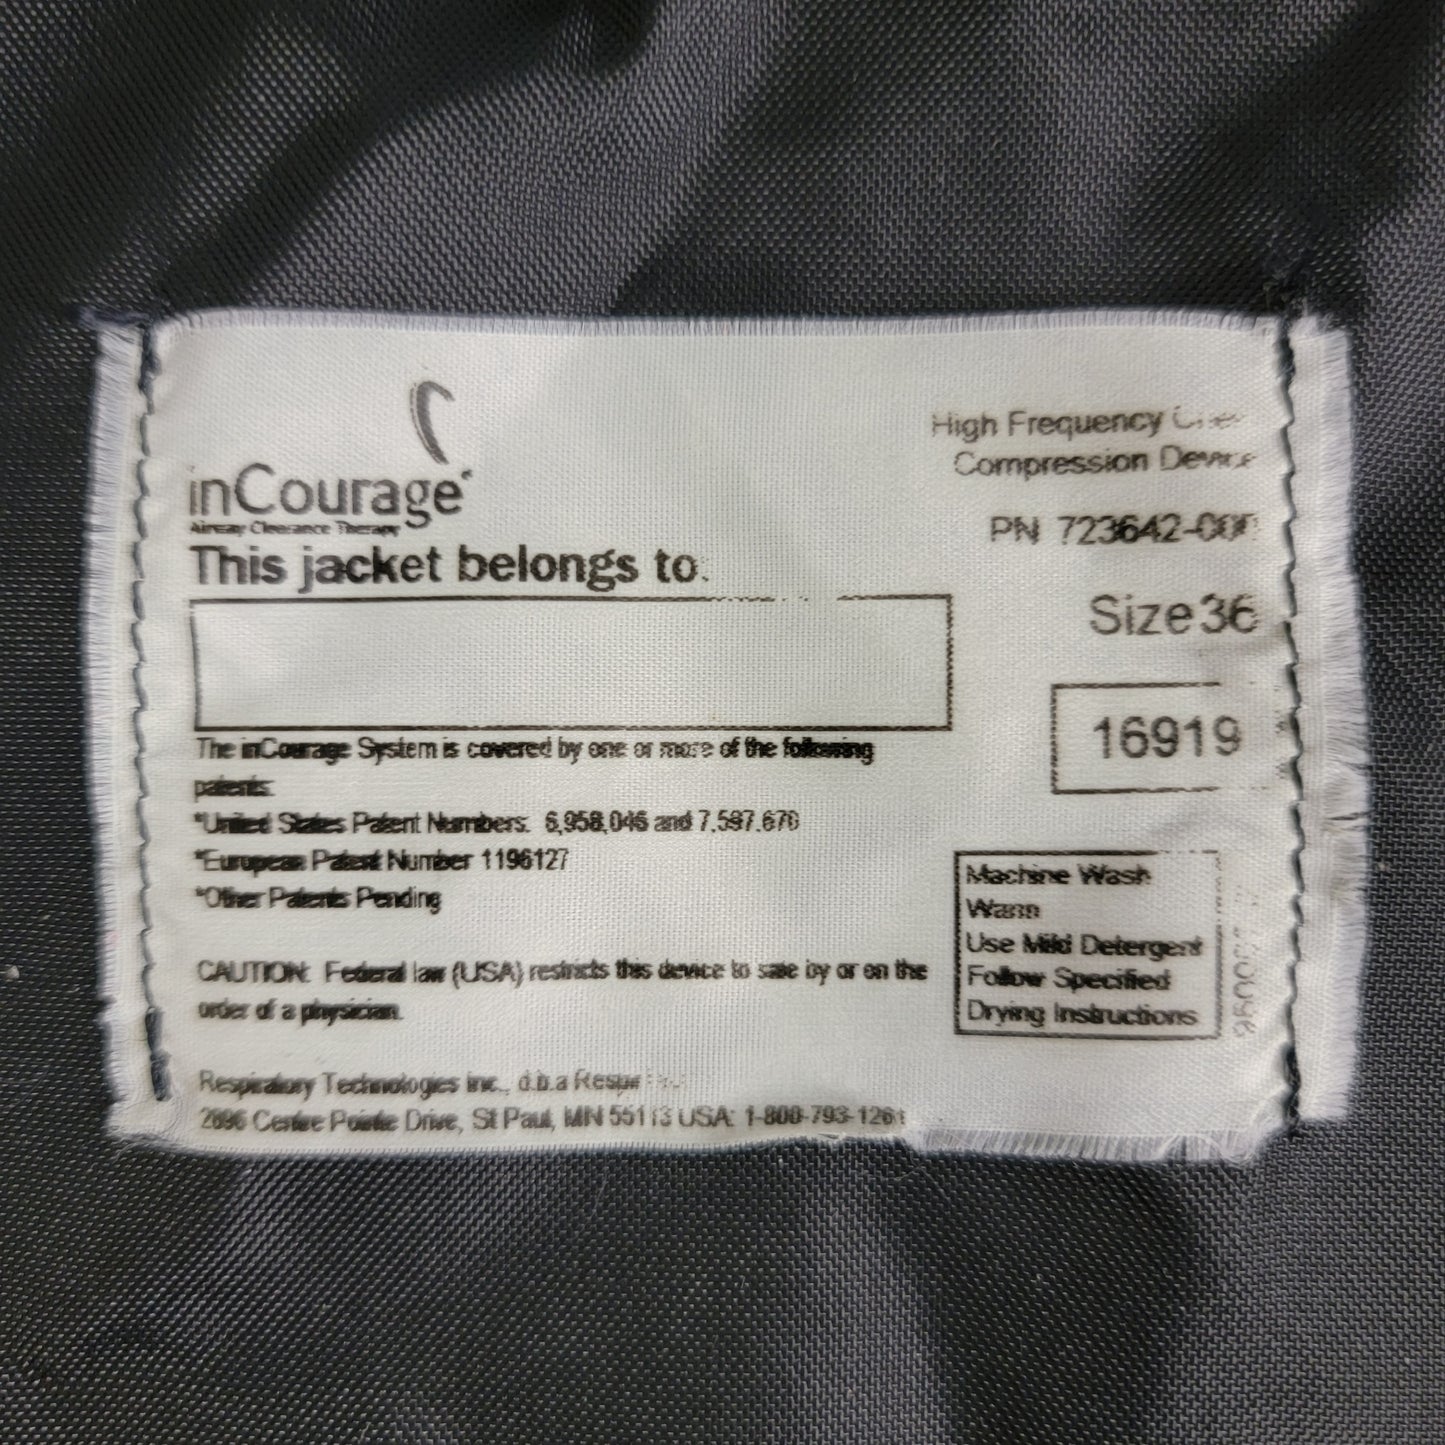 inCourage®
Airway Clearance Therapy
This jacket belongs to:
The inCourage System is covered by one or more of the following
patents:
*United States Patent Numbers: 6,958,046 and 7,597,670
*European Patent Number 1196127
*Other Patents Pending
CAUTION: Federal law (USA) restricts this device to sale by or on the
order of a physician.
Respiratory Technologies Inc., d.b.a
2896 Centre Pointe Drive, St Paul, MN 55113 USA: 1-800-793-1261
High Frequency Chest
Compression Device
PN 723642-000
Size 36
16919
Machine Wash
Warm
Use Mild Detergent
Follow Specified
Drying Instructions